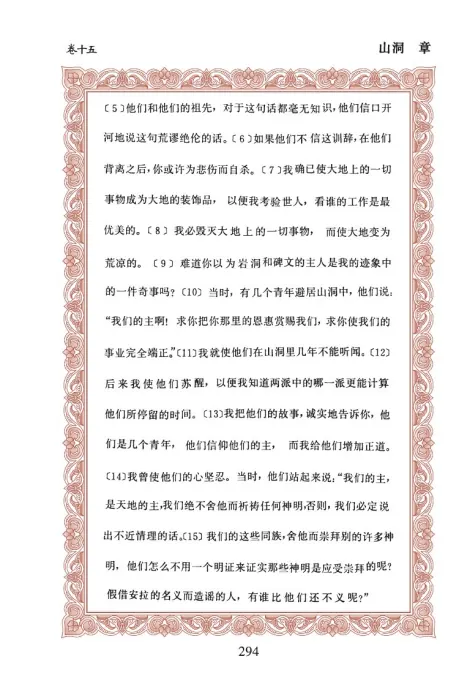 卷十五
山洞 章
〔5〕他们和他们的祖先，对于这句话都毫无知识，他们信口开
河地说这句荒谬绝伦的话。〔6〕如果他们不信这训辞，在他们
背离之后，你或许为悲伤而自杀。〔7〕我确已使大地上的一切
事物成为大地的装饰品，以便我考验世人，看谁的工作是最
优美的。〔8〕我必毁灭大地上的一切事物，而使大地变为
荒凉的。〔9〕难道你以为岩洞和碑文的主人是我的迹象中
的一件奇事吗？〔10〕当时，有几个青年避居山洞中，他们说：
“我们的主啊！求你把你那里的恩惠赏赐我们，求你使我们的
事业完全端正。”〔11〕我就使他们在山洞里几年不能听闻。〔12〕
后来我使他们苏醒，以便我知道两派中的哪一派更能计算
他们所停留的时间。〔13〕我把他们的故事，诚实地告诉你，他
们是几个青年，他们信仰他们的主，而我给他们增加正道。
〔14〕我曾使他们的心坚忍。当时，他们站起来说：“我们的主，
是天地的主，我们绝不舍他而祈祷任何神明，否则，我们必定说
出不近情理的话。〔15〕我们的这些同族，舍他而崇拜别的许多神
明，他们怎么不用一个明证来证实那些神明是应受崇拜的呢？
假借安拉的名义而造谣的人，有谁比他们还不义呢？”
294